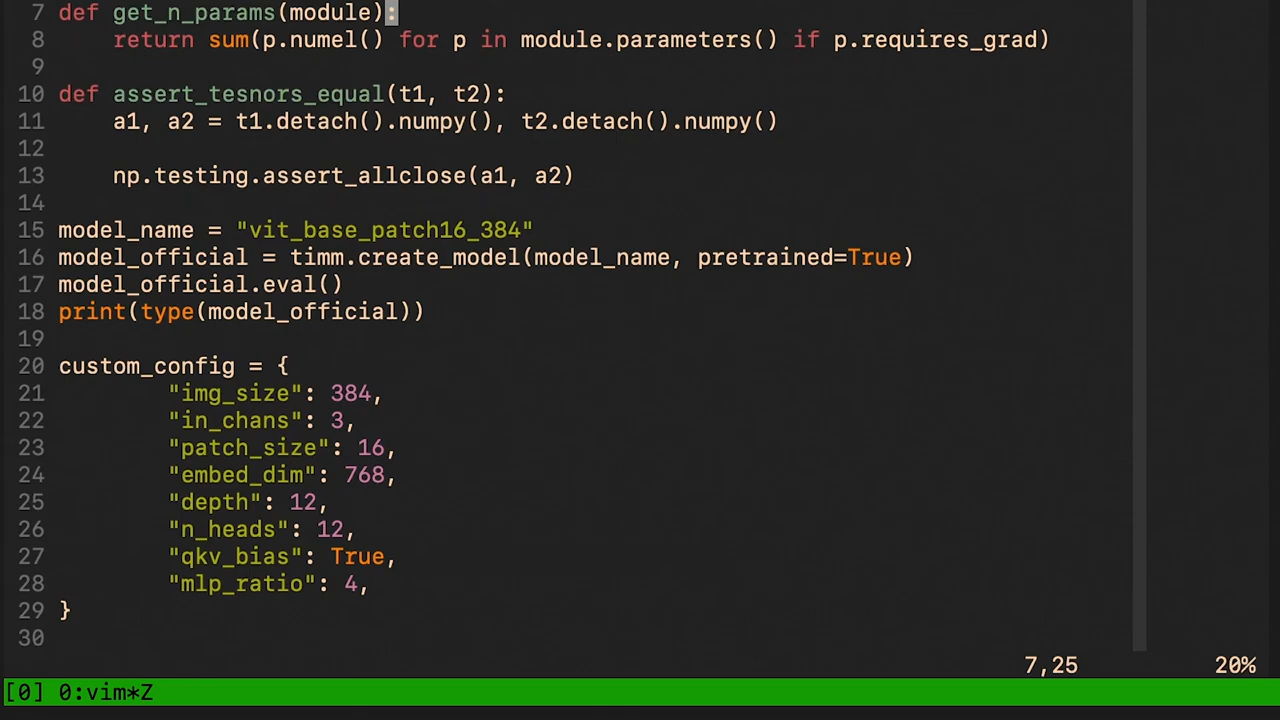 7 def get_n_params(module):
8     return sum(p.numel() for p in module.parameters() if p.requires_grad)
9
10 def assert_tesnors_equal(t1, t2):
11     a1, a2 = t1.detach().numpy(), t2.detach().numpy()
12
13     np.testing.assert_allclose(a1, a2)
14
15 model_name = "vit_base_patch16_384"
16 model_official = timm.create_model(model_name, pretrained=True)
17 model_official.eval()
18 print(type(model_official))
19
20 custom_config = {
21         "img_size": 384,
22         "in_chans": 3,
23         "patch_size": 16,
24         "embed_dim": 768,
25         "depth": 12,
26         "n_heads": 12,
27         "qkv_bias": True,
28         "mlp_ratio": 4,
29 }
30
7,25 20%
[0] 0:vim*Z